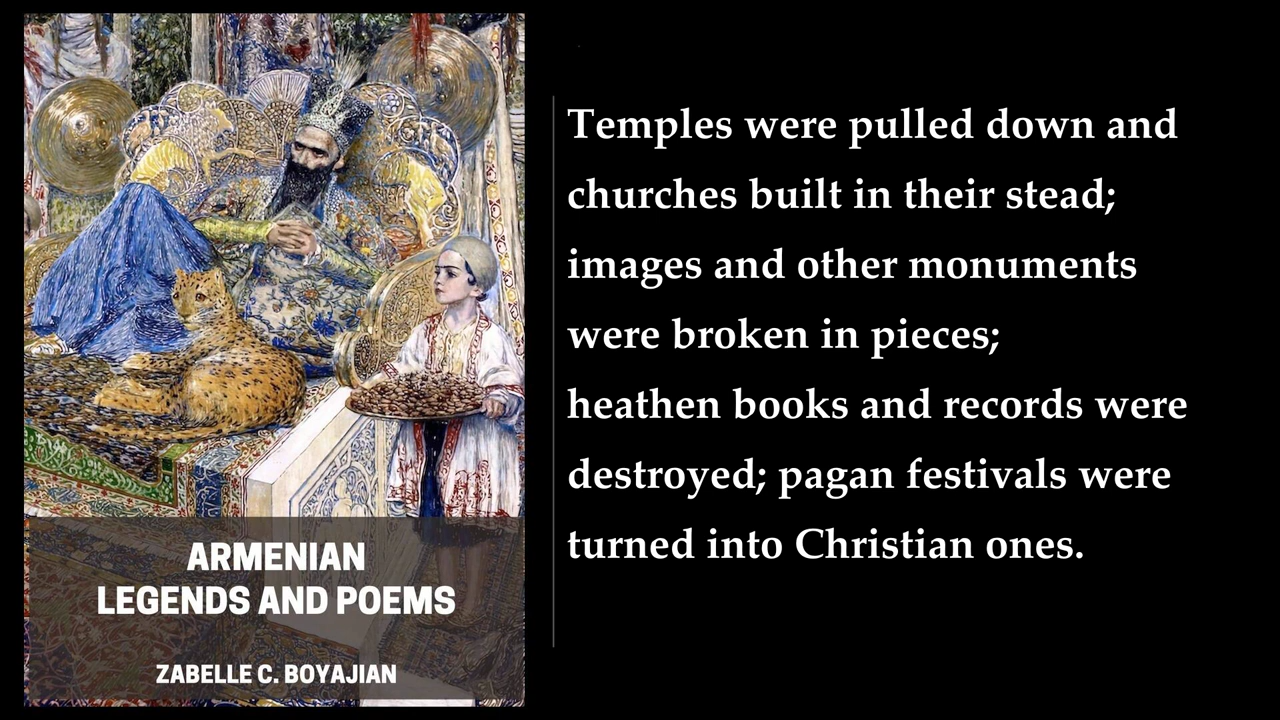 Temples were pulled down and
churches built in their stead;
images and other monuments
were broken in pieces;
heathen books and records were
destroyed; pagan festivals were
turned into Christian ones.
ARMENIAN
LEGENDS AND POEMS
ZABELLE C. BOYAJIAN